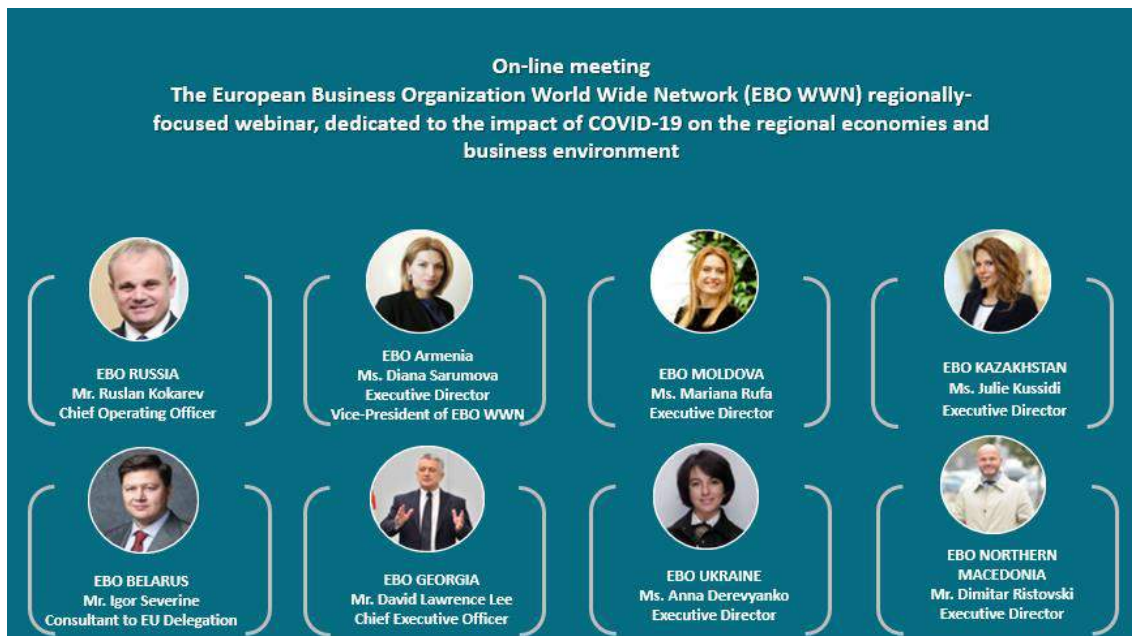 On-line meeting
The European Business Organization World Wide Network (EBO WWN) regionally-
focused webinar, dedicated to the impact of COVID-19 on the regional economies and
business environment
EBO RUSSIA
Mr. Ruslan Kokarev
Chief Operating Officer
EBO Armenia
Ms. Diana Sarumova
Executive Director
Vice-President of EBO WWN
EBO MOLDOVA
Ms. Mariana Rufa
Executive Director
EBO KAZAKHSTAN
Ms. Julie Kussidi
Executive Director
EBO BELARUS
Mr. Igor Severine
Consultant to EU Delegation
EBO GEORGIA
Mr. David Lawrence Lee
Chief Executive Officer
EBO UKRAINE
Ms. Anna Derevyanko
Executive Director
EBO NORTHERN
MACEDONIA
Mr. Dimitar Ristovski
Executive Director